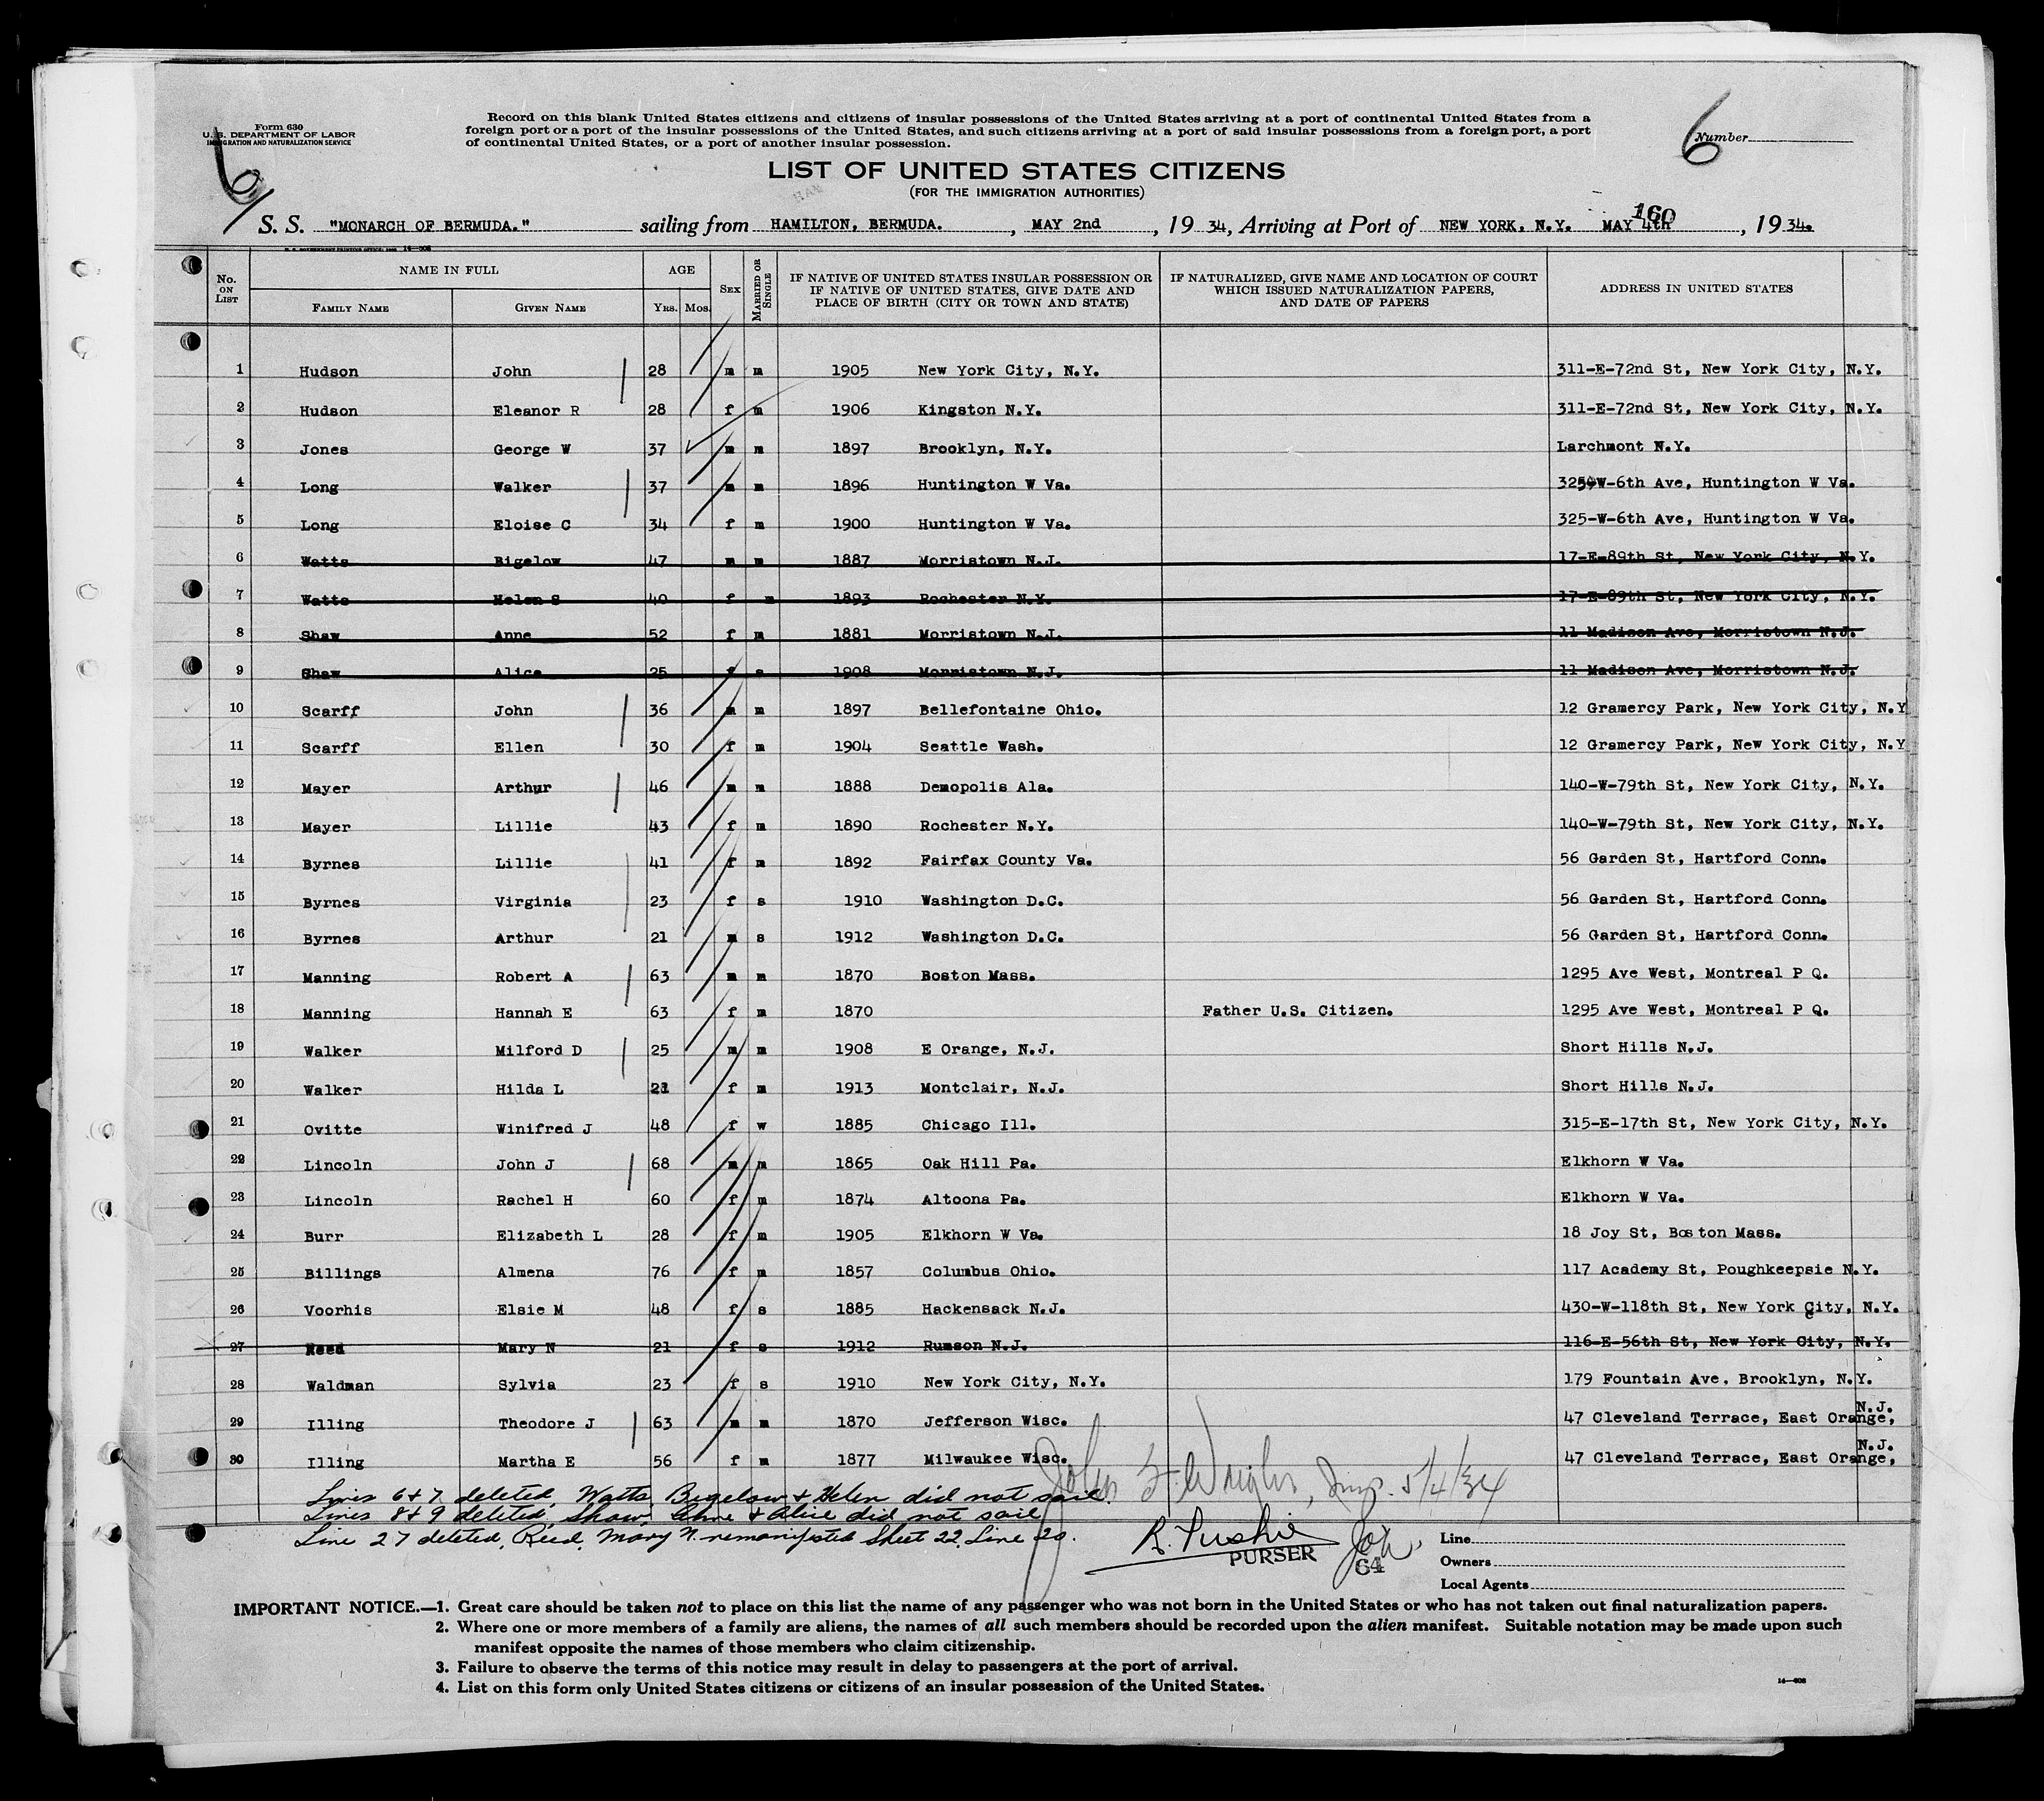 Form 630
U. S. DEPARTMENT OF LABOR
IMMIGRATION AND NATURALIZATION SERVICE
6
6
Number
Record on this blank United States citizens and citizens of insular possessions of the United States arriving at a port of continental United States from a
foreign port or a port of the insular possessions of the United States, and such citizens arriving at a port of said insular possessions from a foreign port, a port
of continental United States, or a port of another insular possession.
LIST OF UNITED STATES CITIZENS
(FOR THE IMMIGRATION AUTHORITIES)
160
S. S. "MONARCH OF BERMUDA." sailing from HAMILTON, BERMUDA. , MAY 2nd , 19 34, Arriving at Port of NEW YORK, N.Y. MAY 4th , 19 34.
No. ON LIST NAME IN FULL FAMILY NAME GIVEN NAME AGE YRS. MOS. SEX MARRIED OR SINGLE IF NATIVE OF UNITED STATES INSULAR POSSESSION OR IF NATIVE OF UNITED STATES, GIVE DATE AND PLACE OF BIRTH (CITY OR TOWN AND STATE) IF NATURALIZED, GIVE NAME AND LOCATION OF COURT WHICH ISSUED NATURALIZATION PAPERS, AND DATE OF PAPERS ADDRESS IN UNITED STATES
1 Hudson John 28 m m 1905 New York City, N.Y. 311-E-72nd St, New York City, N.Y.
2 Hudson Eleanor R 28 f m 1906 Kingston N.Y. 311-E-72nd St, New York City, N.Y.
3 Jones George W 37 m m 1897 Brooklyn, N.Y. Larchmont N.Y.
4 Long Walker 37 m m 1896 Huntington W Va. 325-W-6th Ave, Huntington W Va.
5 Long Eloise C 34 f m 1900 Huntington W Va. 325-W-6th Ave, Huntington W Va.
6 Watts Bigelow 47 m m 1887 Morristown N.J. 17-E-89th St, New York City, N.Y.
7 Watts Helen S 40 f m 1893 Rochester N.Y. 17-E-89th St, New York City, N.Y.
8 Shaw Anne 52 f m 1881 Morristown N.J. 11 Madison Ave, Morristown N.J.
9 Shaw Alice 25 f s 1908 Morristown N.J. 11 Madison Ave, Morristown N.J.
10 Scarff John 36 m m 1897 Bellefontaine Ohio. 12 Gramercy Park, New York City, N.Y
11 Scarff Ellen 30 f m 1904 Seattle Wash. 12 Gramercy Park, New York City, N.Y
12 Mayer Arthur 46 m m 1888 Demopolis Ala. 140-W-79th St, New York City, N.Y.
13 Mayer Lillie 43 f m 1890 Rochester N.Y. 140-W-79th St, New York City, N.Y.
14 Byrnes Lillie 41 f m 1892 Fairfax County Va. 56 Garden St, Hartford Conn.
15 Byrnes Virginia 23 f s 1910 Washington D.C. 56 Garden St, Hartford Conn.
16 Byrnes Arthur 21 m s 1912 Washington D.C. 56 Garden St, Hartford Conn.
17 Manning Robert A 63 m m 1870 Boston Mass. 1295 Ave West, Montreal P Q.
18 Manning Hannah E 63 f m 1870 Father U.S. Citizen. 1295 Ave West, Montreal P Q.
19 Walker Milford D 25 m m 1908 E Orange, N.J. Short Hills N.J.
20 Walker Hilda L 21 f m 1913 Montclair, N.J. Short Hills N.J.
21 Ovitte Winifred J 48 f w 1885 Chicago Ill. 315-E-17th St, New York City, N.Y.
22 Lincoln John J 68 m m 1865 Oak Hill Pa. Elkhorn W Va.
23 Lincoln Rachel H 60 f m 1874 Altoona Pa. Elkhorn W Va.
24 Burr Elizabeth L 28 f m 1905 Elkhorn W Va. 18 Joy St, Boston Mass.
25 Billings Almena 76 f m 1857 Columbus Ohio. 117 Academy St, Poughkeepsie N.Y.
26 Voorhis Elsie M 48 f s 1885 Hackensack N.J. 430-W-118th St, New York City, N.Y.
27 Reed Mary N 21 f s 1912 Rumson N.J. 116-E-56th St, New York City, N.Y.
28 Waldman Sylvia 23 f s 1910 New York City, N.Y. 179 Fountain Ave. Brooklyn, N.Y.
29 Illing Theodore J 63 m m 1870 Jefferson Wisc. 47 Cleveland Terrace, East Orange, N.J.
30 Illing Martha E 56 f m 1877 Milwaukee Wisc. 47 Cleveland Terrace, East Orange, N.J.
Lines 6 & 7 deleted, Watts, Bigelow & Helen did not sail.
Lines 8 & 9 deleted Shaw, Anne & Alice did not sail
Line 27 deleted, Reed, Mary N. remanifested Sheet 22, Line 20.
John F. Wright, Insp. 5/4/34
PURSER
64
Line
Owners
Local Agents
IMPORTANT NOTICE.—1. Great care should be taken not to place on this list the name of any passenger who was not born in the United States or who has not taken out final naturalization papers.
2. Where one or more members of a family are aliens, the names of all such members should be recorded upon the alien manifest. Suitable notation may be made upon such
manifest opposite the names of those members who claim citizenship.
3. Failure to observe the terms of this notice may result in delay to passengers at the port of arrival.
4. List on this form only United States citizens or citizens of an insular possession of the United States.